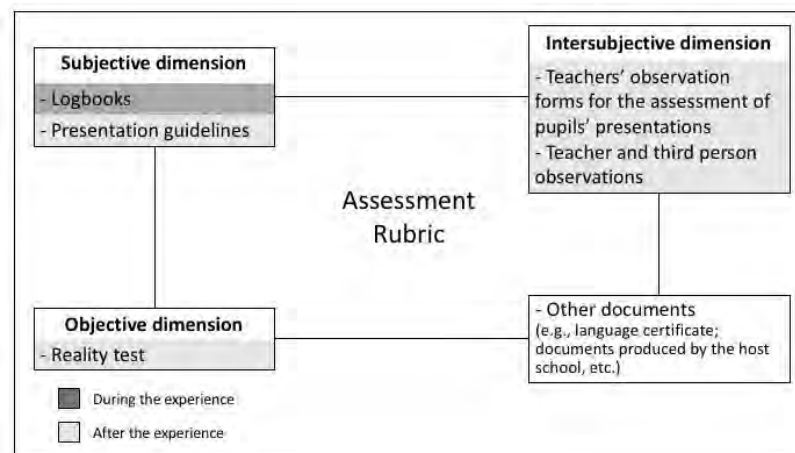 Subjective dimension
- Logbooks
- Presentation guidelines
Intersubjective dimension
- Teachers' observation
forms for the assessment of
pupils' presentations
- Teacher and third person
observations
Assessment
Rubric
Objective dimension
- Reality test
- Other documents
(e.g., language certificate;
documents produced by the host
school, etc.)
During the experience
After the experience